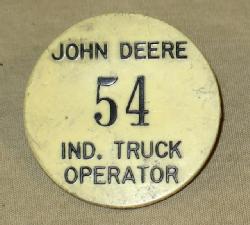 JOHN DEERE
54
IND. TRUCK
OPERATOR